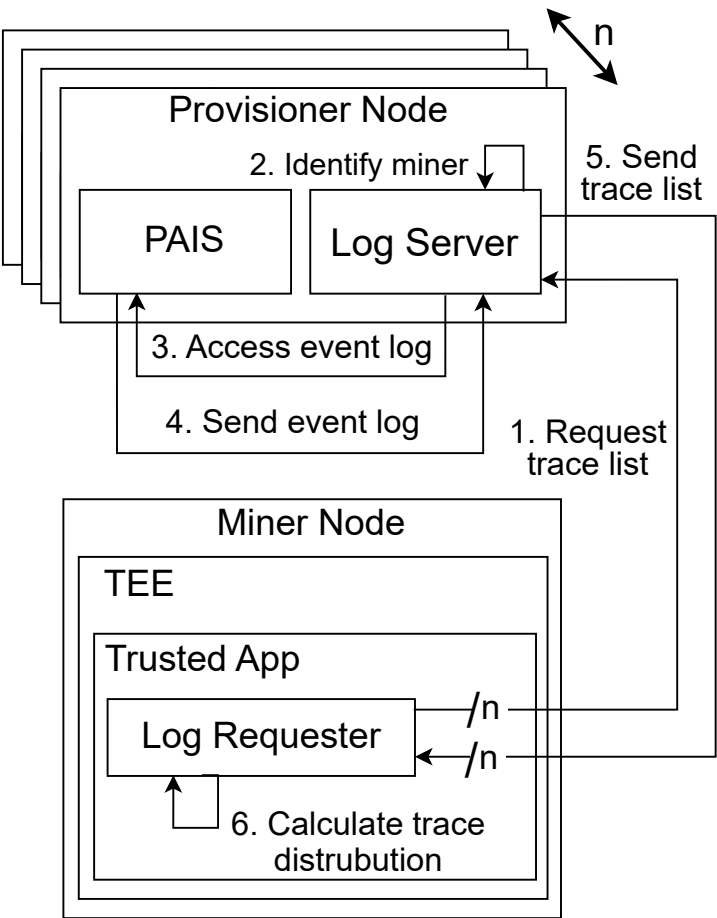 n
Provisioner Node
2. Identify miner
5. Send
trace list
PAIS
Log Server
3. Access event log
4. Send event log
1. Request
trace list
Miner Node
TEE
Trusted App
Log Requester
/n
/n
6. Calculate trace
distrubution